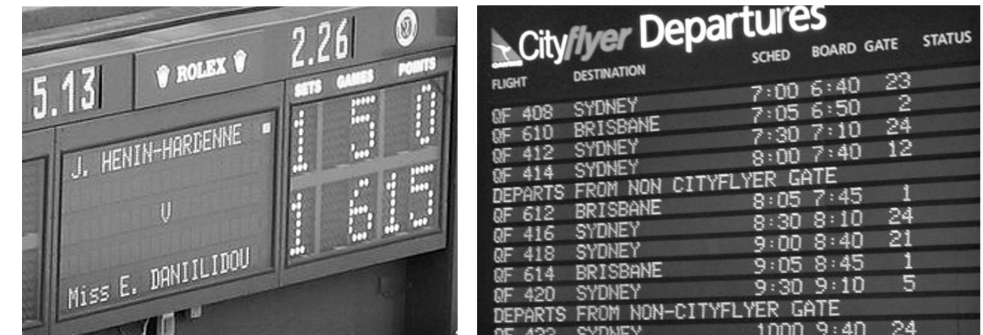 5.13
ROLEX
2.26
SETS GAMES POINTS
J. HENIN-HARDENNE 1 5 0
V
Miss E. DANIILIDOU 1 6 15
Cityflyer Departures
FLIGHT DESTINATION SCHED BOARD GATE STATUS
QF 408 SYDNEY 7:00 6:40 23
QF 610 BRISBANE 7:05 6:50 2
QF 412 SYDNEY 7:30 7:10 24
QF 414 SYDNEY 8:00 7:40 12
DEPARTS FROM NON CITYFLYER GATE
QF 612 BRISBANE 8:05 7:45 1
QF 416 SYDNEY 8:30 8:10 24
QF 418 SYDNEY 9:00 8:40 21
QF 614 BRISBANE 9:05 8:45 1
QF 420 SYDNEY 9:30 9:10 5
DEPARTS FROM NON-CITYFLYER GATE
SYDNEY 1000 9:40 24